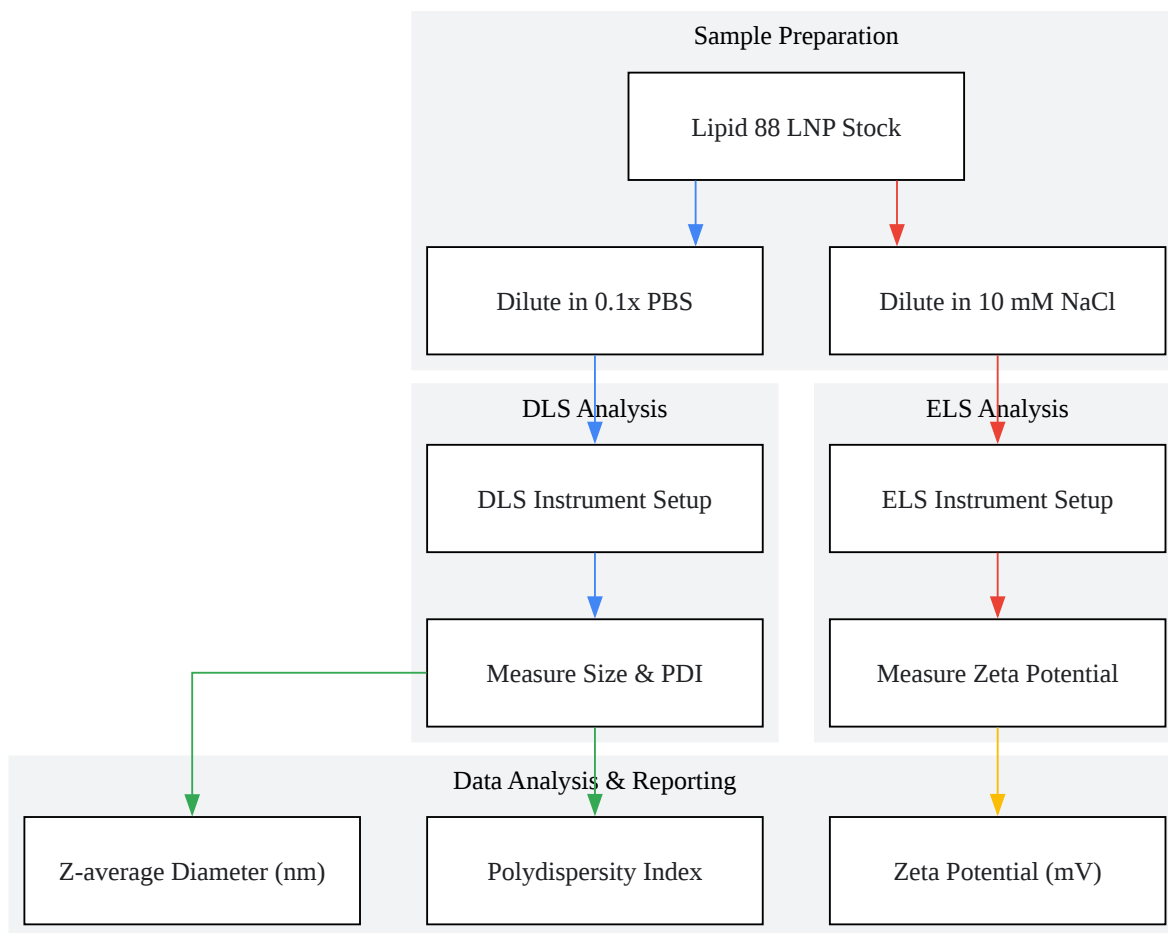 Sample Preparation
Lipid 88 LNP Stock
Dilute in 0.1x PBS
Dilute in 10 mM NaCl
DLS Analysis
ELS Analysis
DLS Instrument Setup
ELS Instrument Setup
Measure Size & PDI
Measure Zeta Potential
Data Analysis & Reporting
Z-average Diameter (nm)
Polydispersity Index
Zeta Potential (mV)